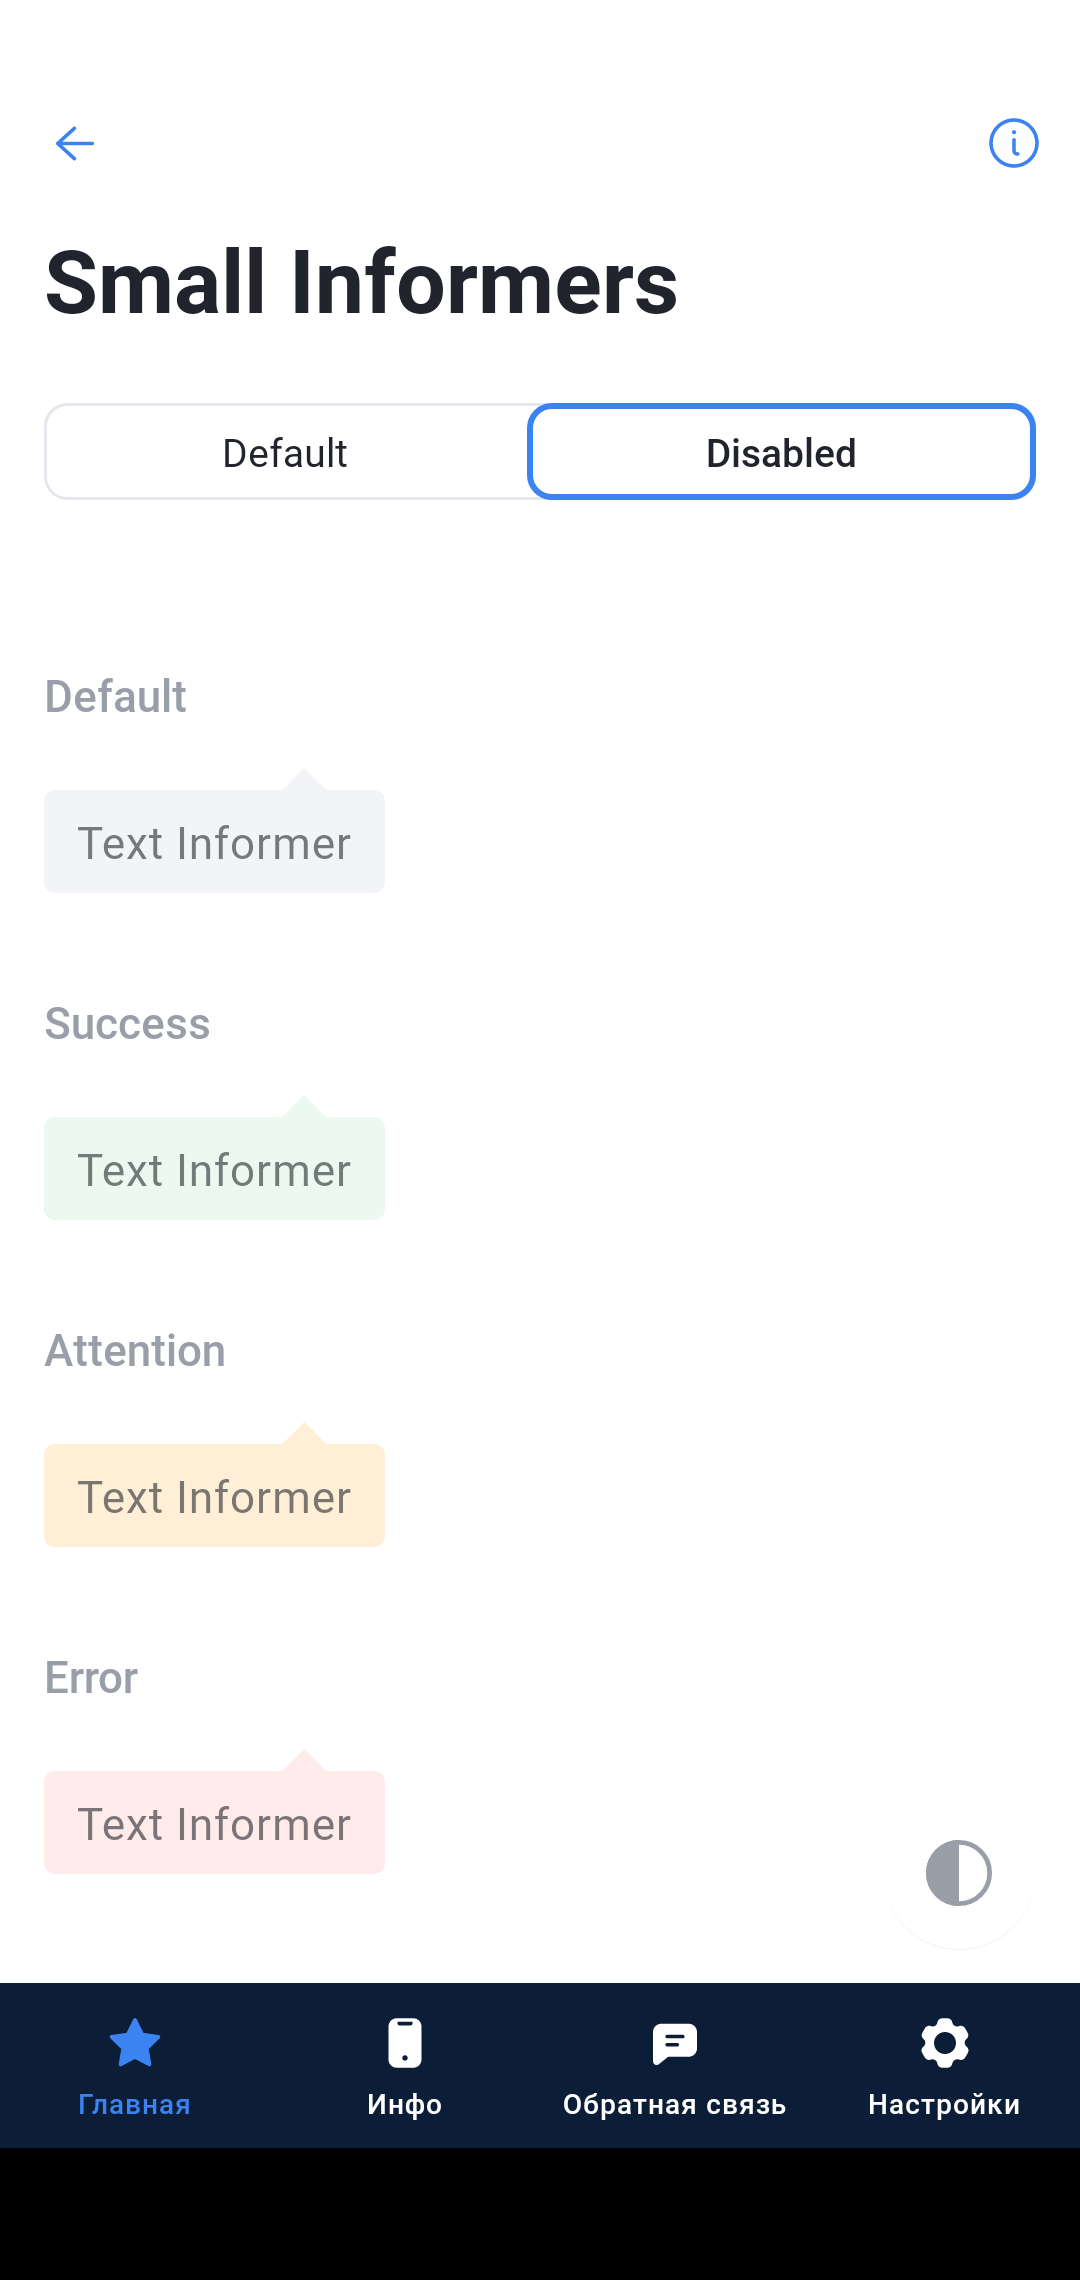 Small Informers
Default Disabled
Default
Text Informer
Success
Text Informer
Attention
Text Informer
Error
Text Informer
Главная Инфо Обратная связь Настройки